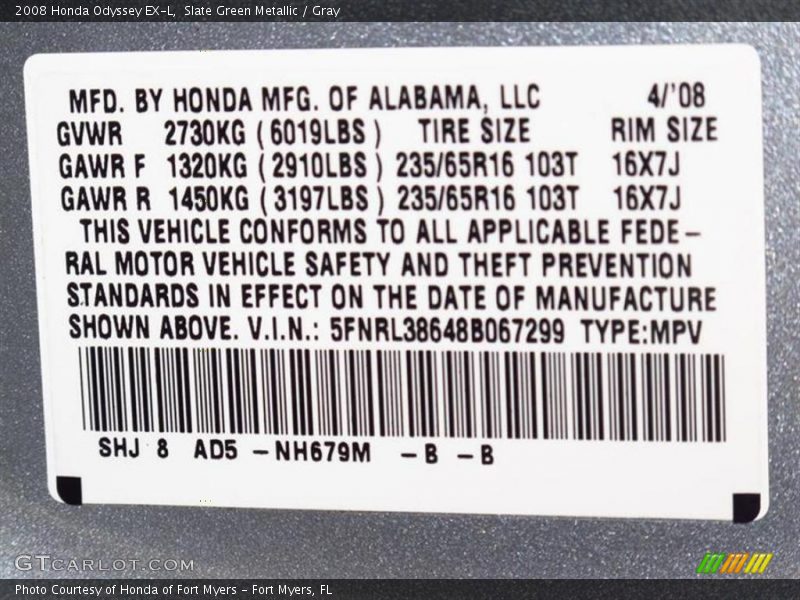 2008 Honda Odyssey EX-L,  Slate Green Metallic / Gray
MFD. BY HONDA MFG. OF ALABAMA, LLC 4/'08
GVWR 2730KG (6019LBS) TIRE SIZE RIM SIZE
GAWR F 1320KG (2910LBS) 235/65R16 103T 16X7J
GAWR R 1450KG (3197LBS) 235/65R16 103T 16X7J
THIS VEHICLE CONFORMS TO ALL APPLICABLE FEDE-
RAL MOTOR VEHICLE SAFETY AND THEFT PREVENTION
STANDARDS IN EFFECT ON THE DATE OF MANUFACTURE
SHOWN ABOVE. V.I.N.: 5FNRL38648B067299 TYPE:MPV
SHJ 8 AD5 -NH679M -B -B
GTCARLOT.COM
Photo Courtesy of Honda of Fort Myers - Fort Myers, FL